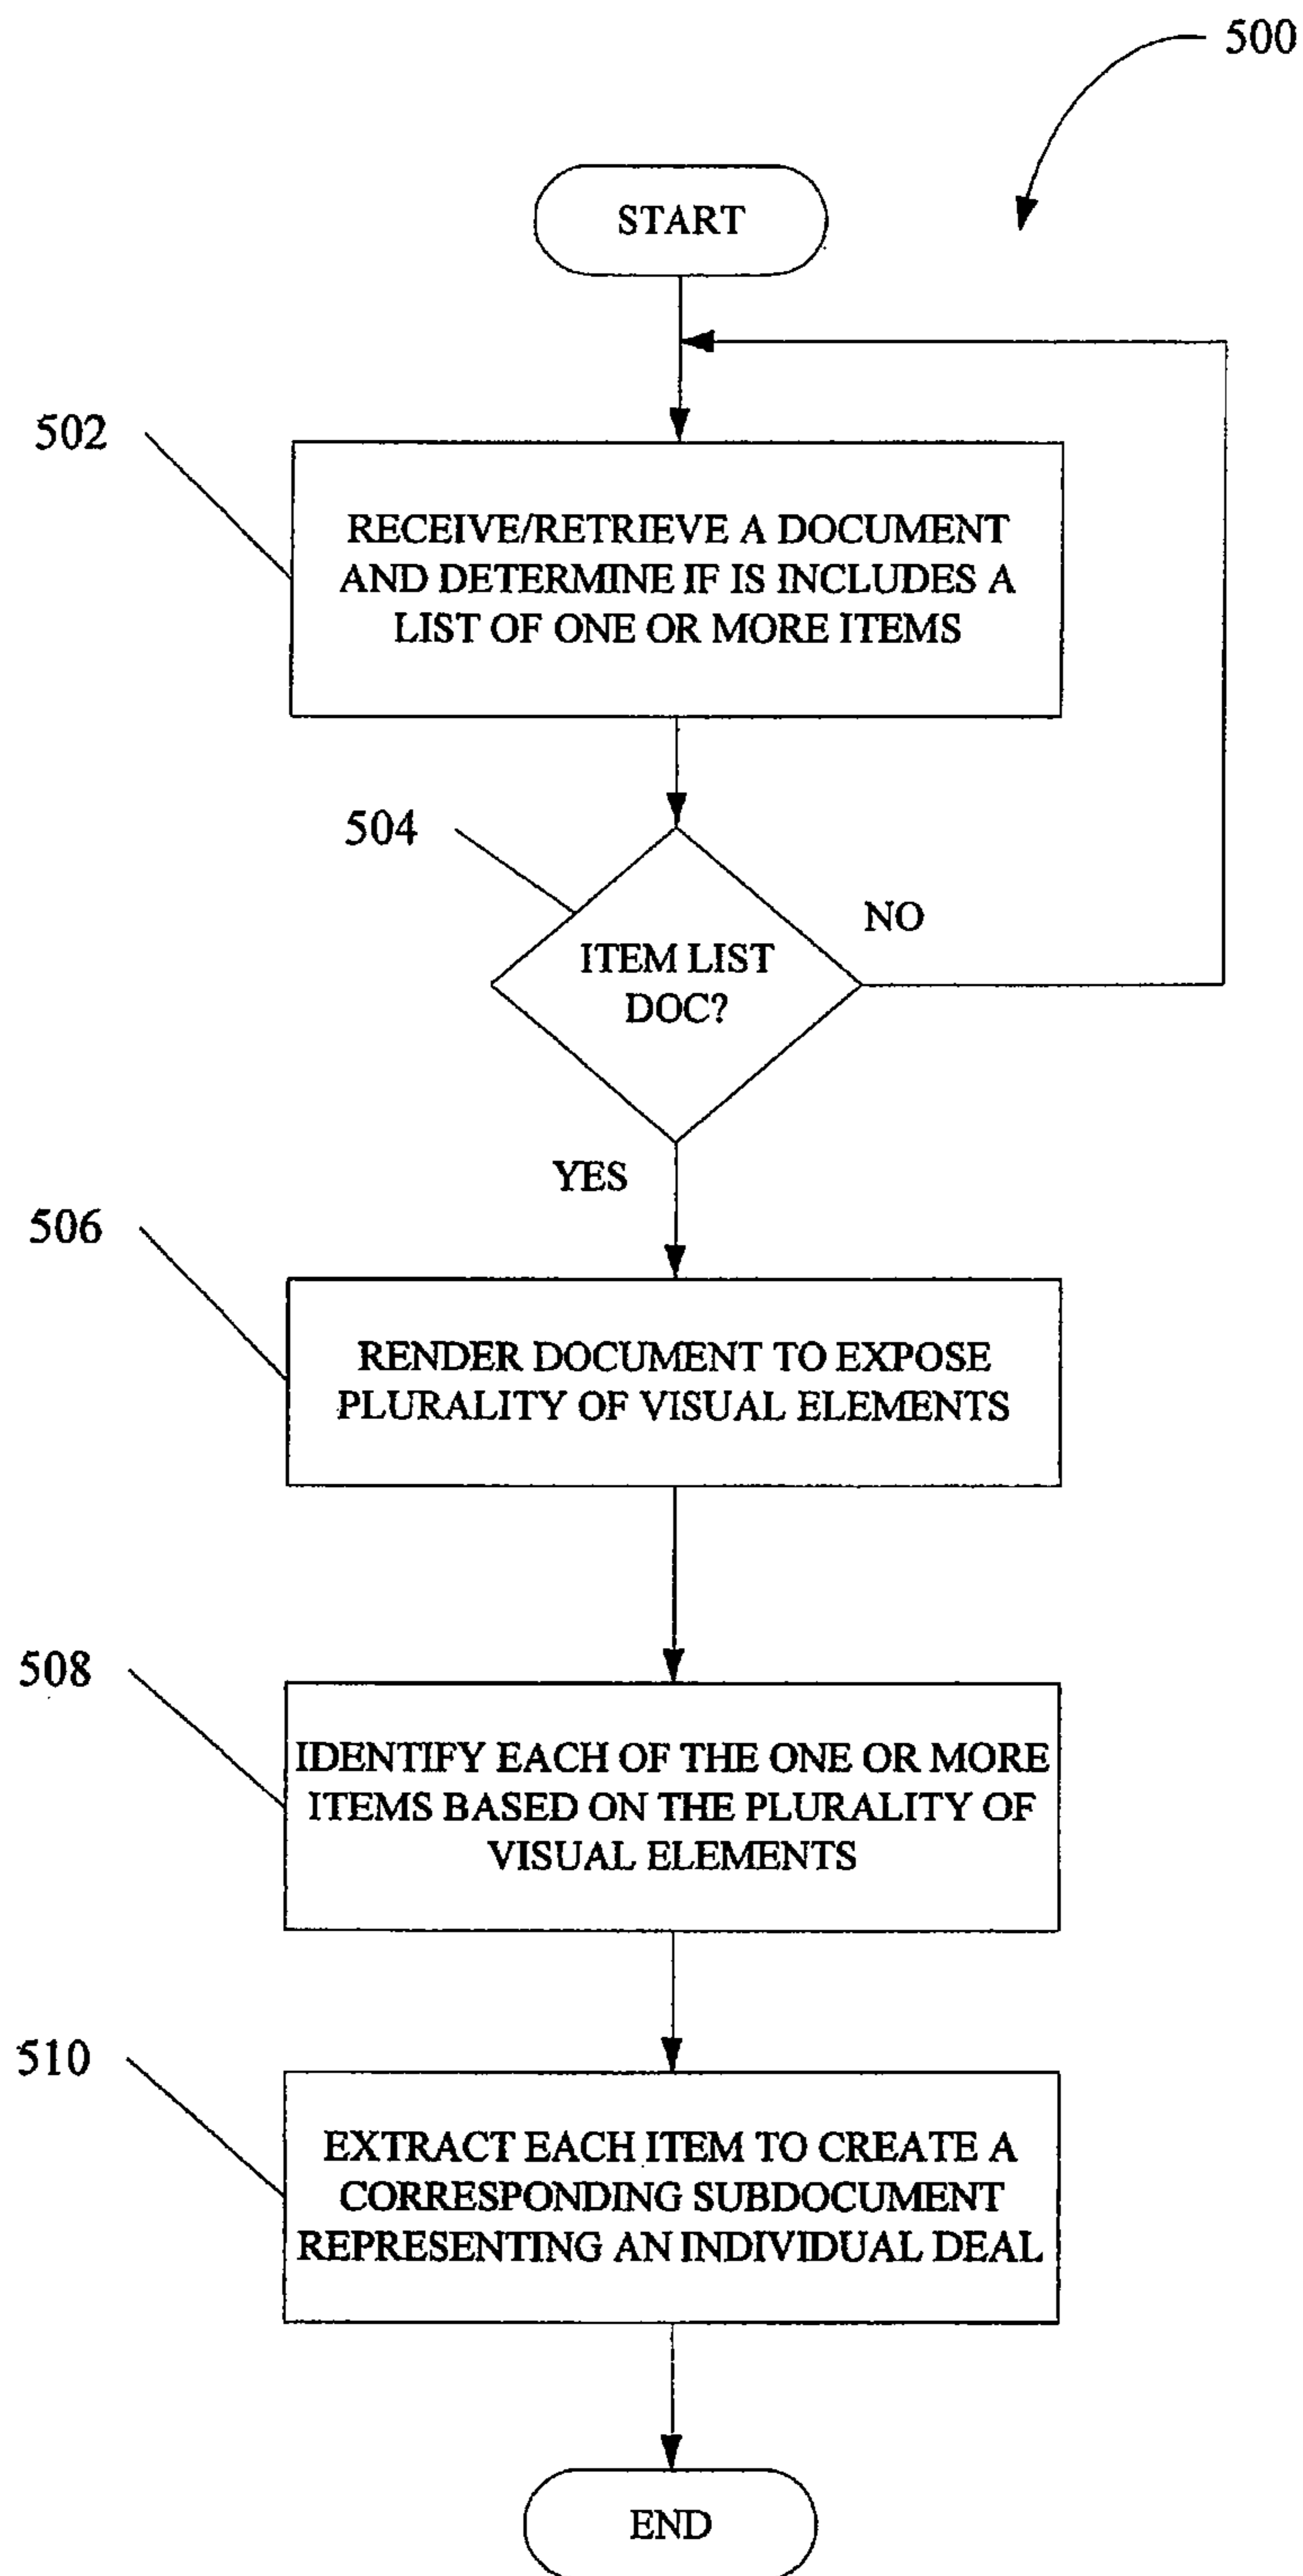 500
START
502
RECEIVE/RETRIEVE A DOCUMENT
AND DETERMINE IF IS INCLUDES A
LIST OF ONE OR MORE ITEMS
504
NO
ITEM LIST
DOC?
YES
506
RENDER DOCUMENT TO EXPOSE
PLURALITY OF VISUAL ELEMENTS
508
IDENTIFY EACH OF THE ONE OR MORE
ITEMS BASED ON THE PLURALITY OF
VISUAL ELEMENTS
510
EXTRACT EACH ITEM TO CREATE A
CORRESPONDING SUBDOCUMENT
REPRESENTING AN INDIVIDUAL DEAL
END